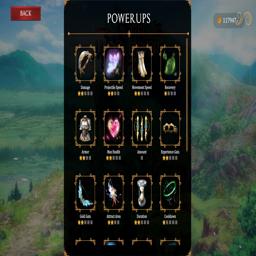 BACK
POWERUPS
117947
Damage
Projectile Speed
Movement Speed
Recovery
Armor
Max Health
Amount
Experience Gain
Gold Gain
Attract Area
Duration
Cooldown